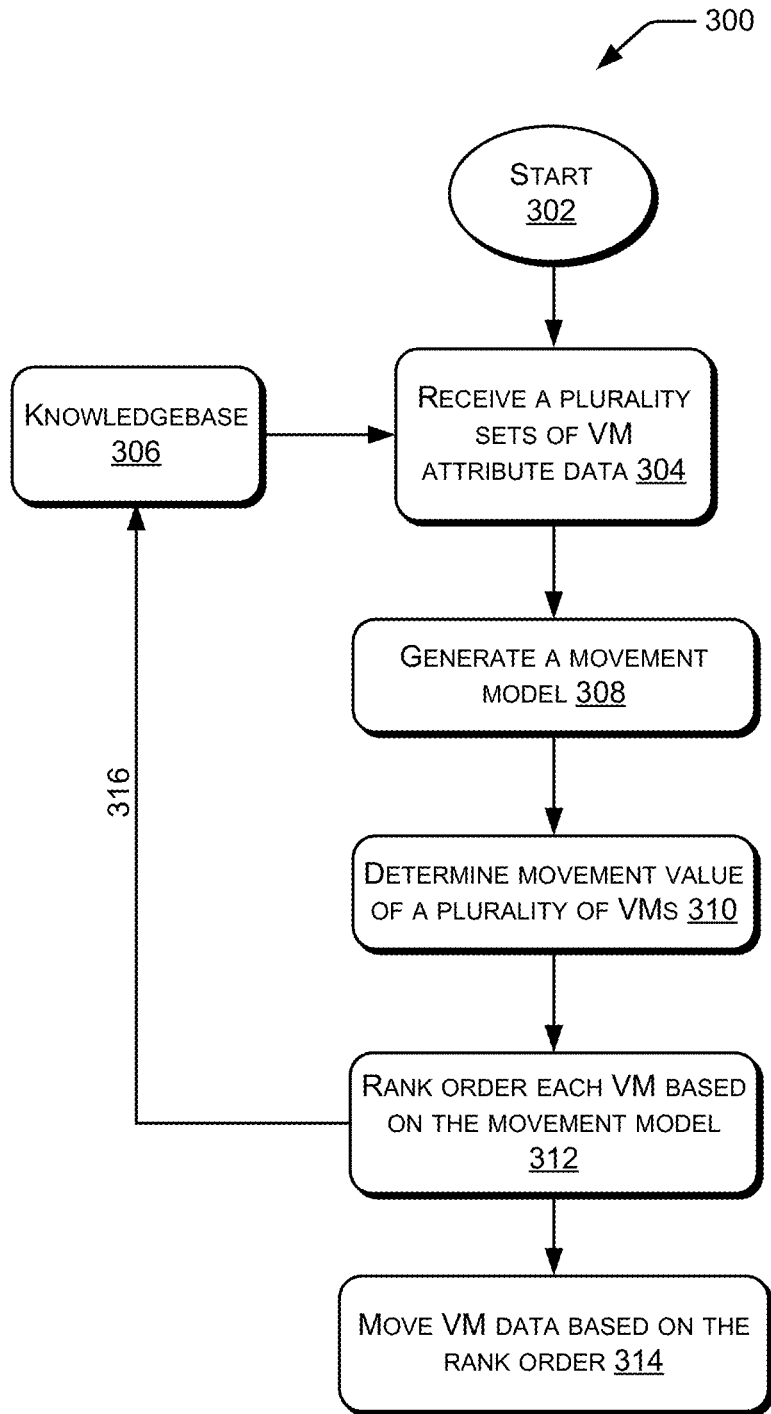 300
START
302
KNOWLEDGEBASE
306
RECEIVE A PLURALITY
SETS OF VM
ATTRIBUTE DATA 304
GENERATE A MOVEMENT
MODEL 308
316
DETERMINE MOVEMENT VALUE
OF A PLURALITY OF VMS 310
RANK ORDER EACH VM BASED
ON THE MOVEMENT MODEL
312
MOVE VM DATA BASED ON THE
RANK ORDER 314